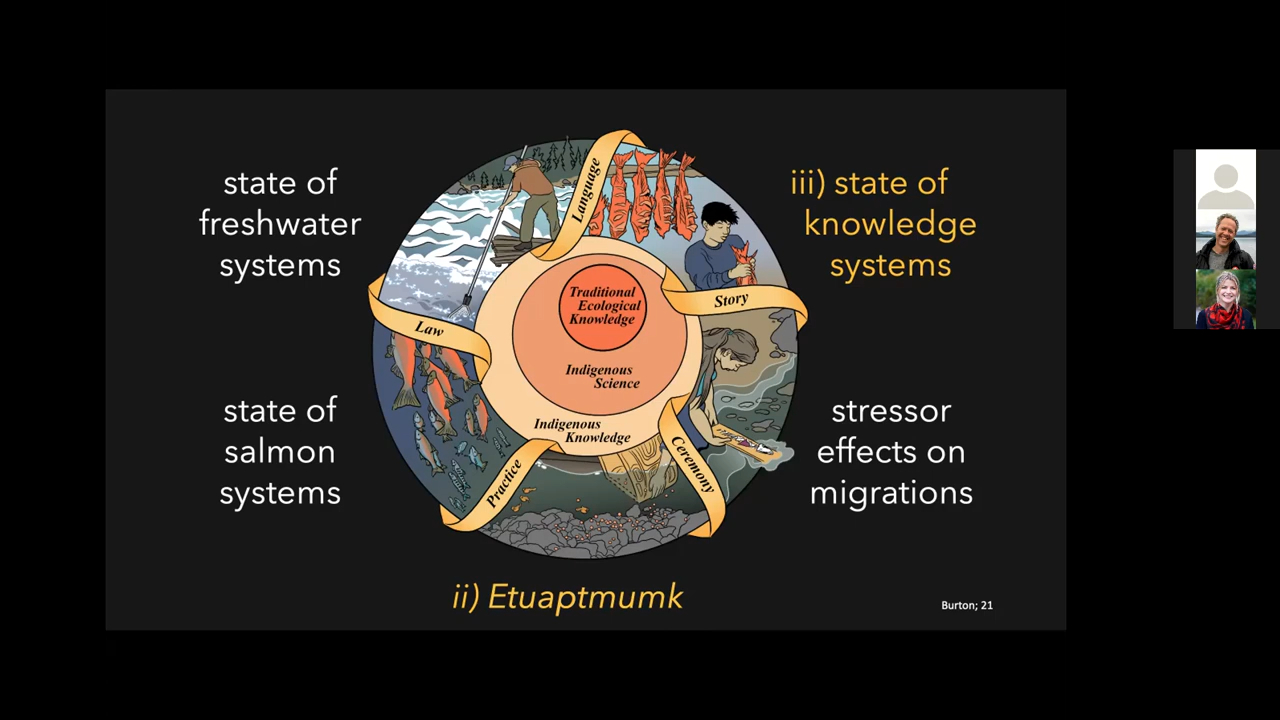 state of
freshwater
systems
Language
iii) state of
knowledge
systems
Traditional
Ecological
Knowledge
Story
Law
Indigenous
Science
state of
salmon
systems
Indigenous
Knowledge
Practice
Ceremony
stressor
effects on
migrations
ii) Etuaptmumk
Burton; 21